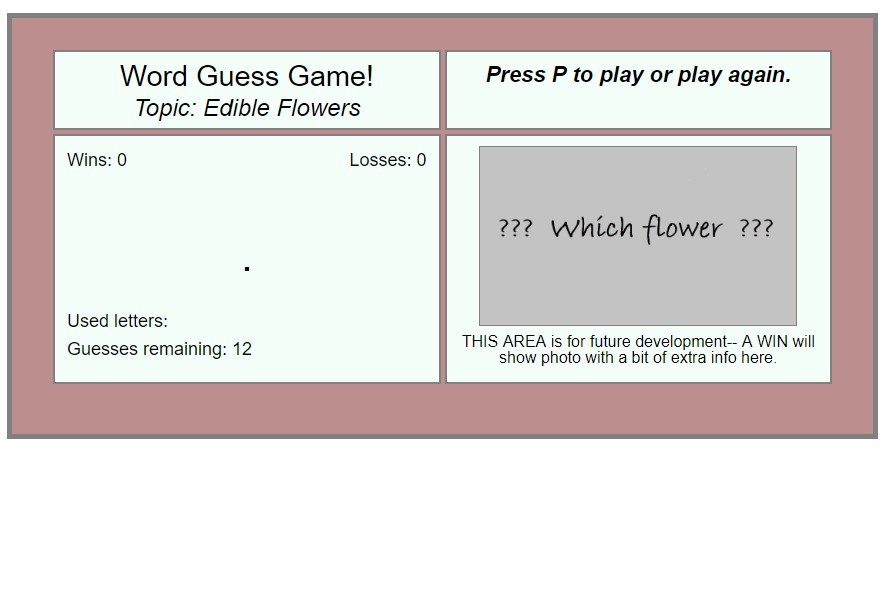 Word Guess Game!
Topic: Edible Flowers
Press P to play or play again.
Wins: 0
Losses: 0
.
Used letters:
Guesses remaining: 12
??? Which flower ???
THIS AREA is for future development-- A WIN will
show photo with a bit of extra info here.